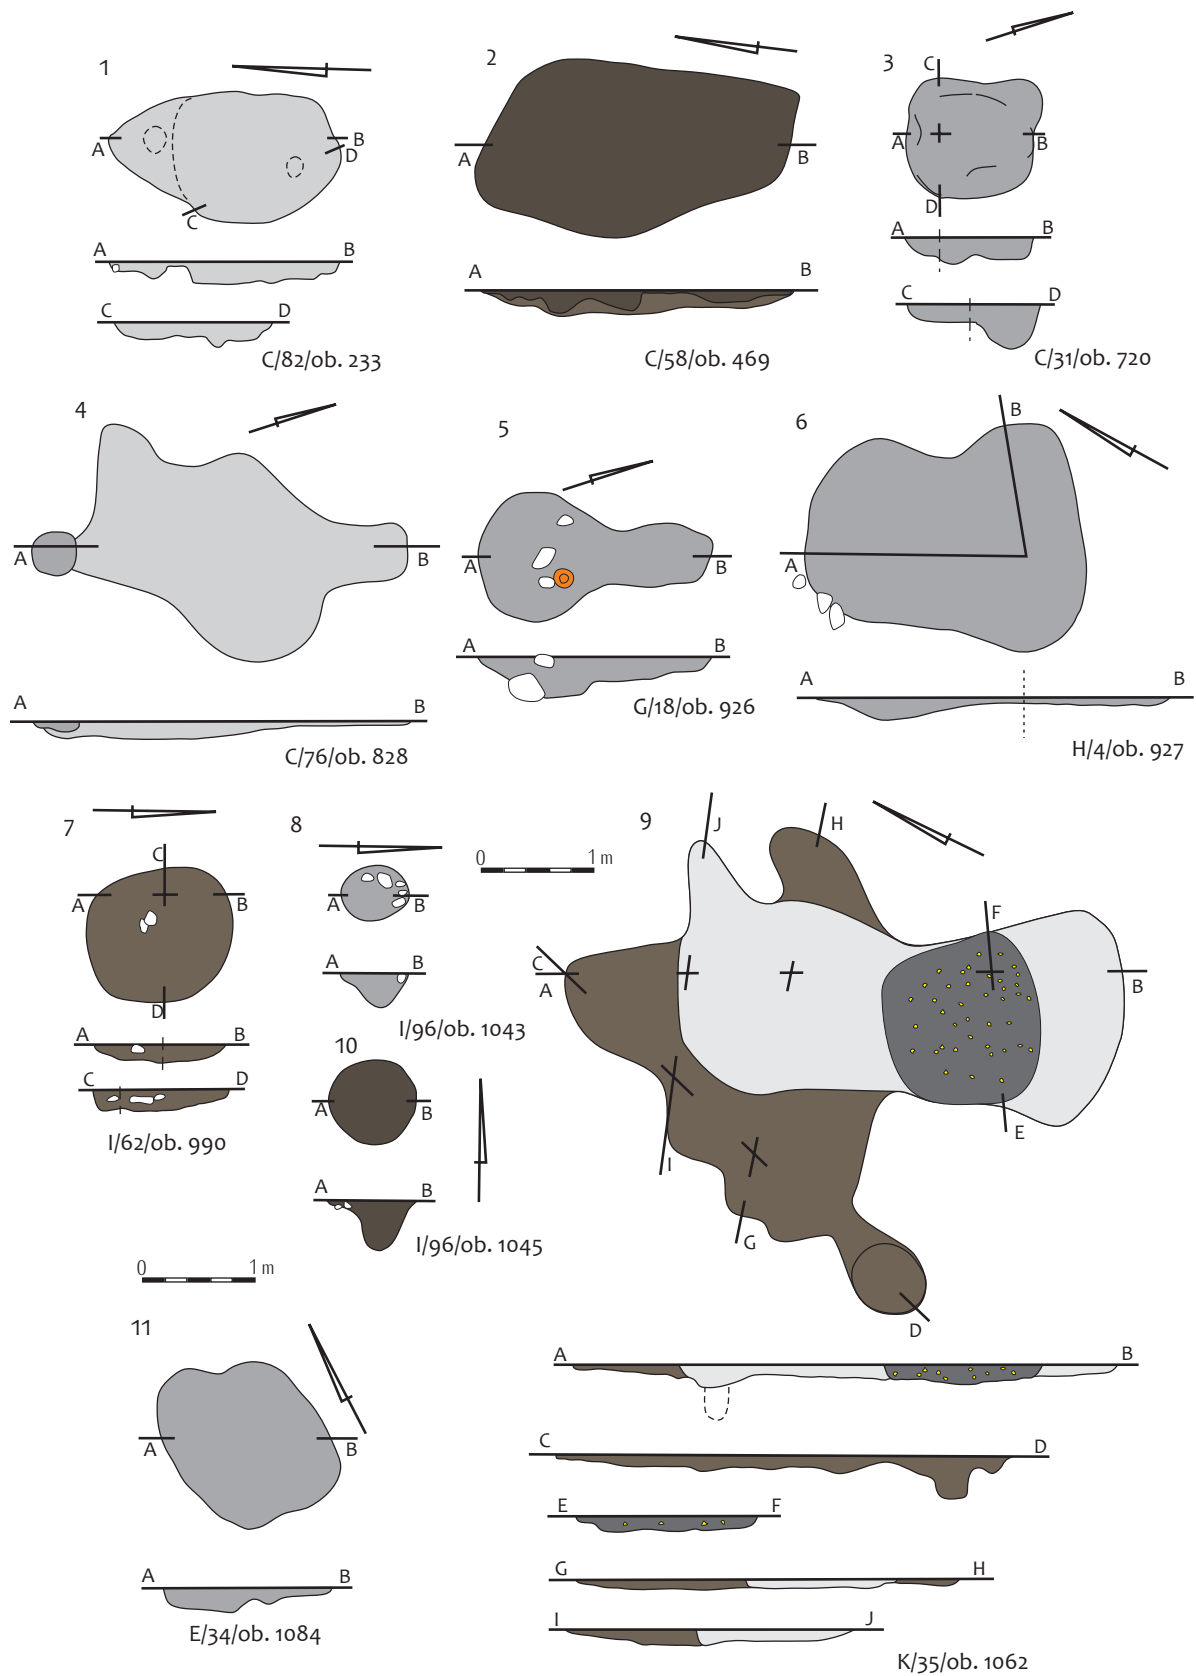 1
A
B
D
C
A B
C D
C/82/ob. 233
2
A B
A B
C/58/ob. 469
3
C
A B
D
A B
C D
C/31/ob. 720
4
A B
A B
C/76/ob. 828
5
A B
A B
G/18/ob. 926
6
B
A
A B
H/4/ob. 927
7
C
A B
D
A B
C D
I/62/ob. 990
8
A B
A B
I/96/ob. 1043
0 1 m
9
J
H
F
C
A
B
I
E
G
D
A B
C D
E F
G H
I J
K/35/ob. 1062
10
A B
A B
I/96/ob. 1045
0 1 m
11
A B
A B
E/34/ob. 1084